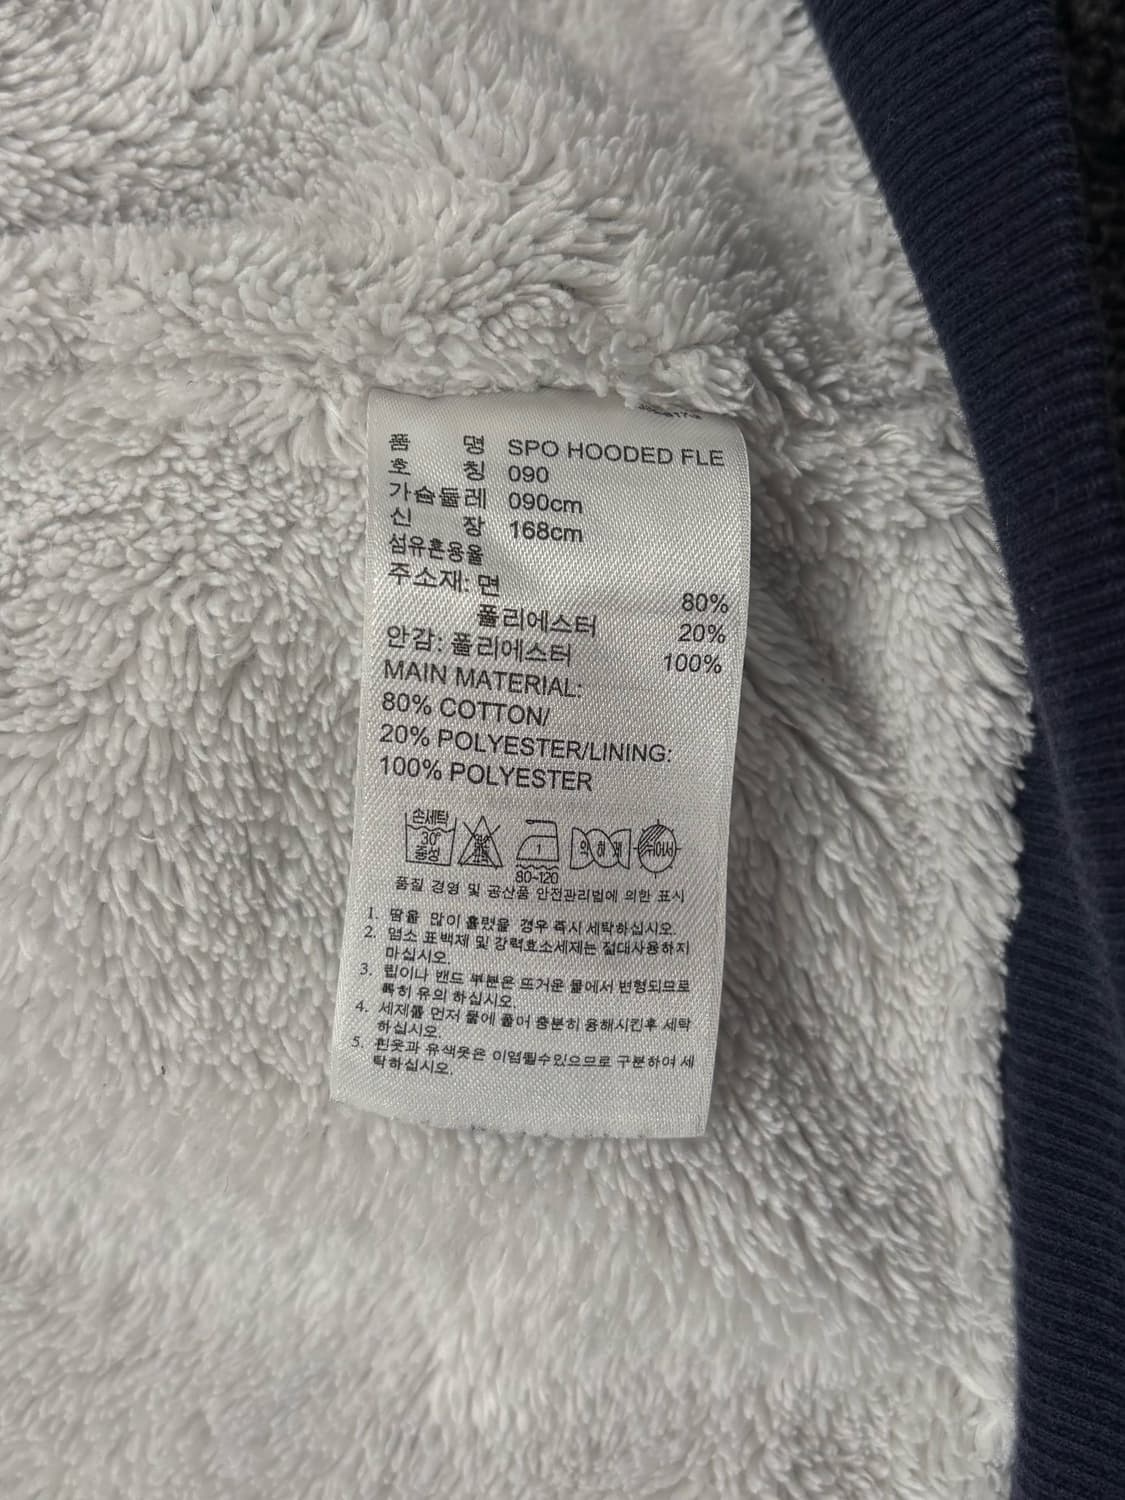 품 명 SPO HOODED FLE
호 칭 090
가슴둘레 090cm
신 장 168cm
섬유혼용율
주소재: 면 80%
폴리에스터 20%
안감: 폴리에스터 100%
MAIN MATERIAL:
80% COTTON/
20% POLYESTER/LINING:
100% POLYESTER
손세탁
30°
중성
1
80~120
약하게
뉘어서
품질 경영 및 공산품 안전관리법에 의한 표시
1. 땀을 많이 흘렸을 경우 즉시 세탁하십시오.
2. 염소 표백제 및 강력효소세제는 절대사용하지
마십시오.
3. 립이나 밴드 부분은 뜨거운 물에서 변형되므로
특히 유의 하십시오.
4. 세제를 먼저 물에 풀어 충분히 용해시킨후 세탁
하십시오.
5. 흰옷과 유색옷은 이염될수있으므로 구분하여 세
탁하십시오.